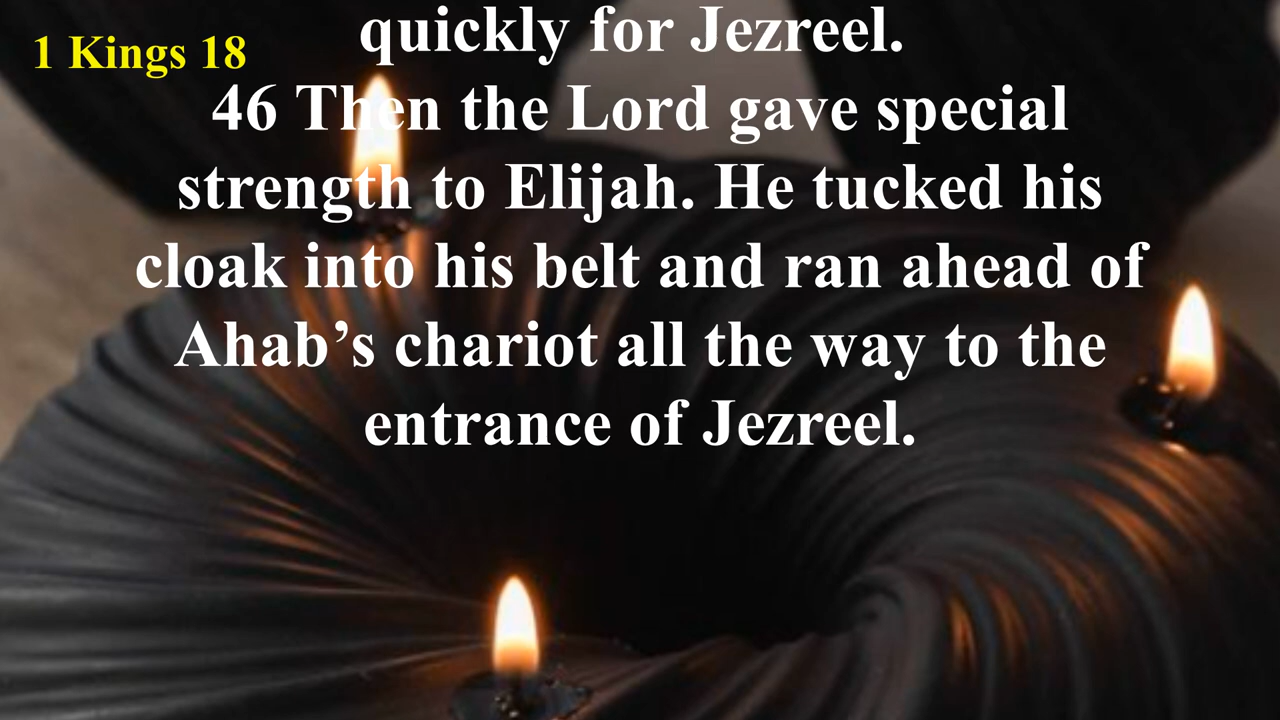 1 Kings 18
quickly for Jezreel.
46 Then the Lord gave special
strength to Elijah. He tucked his
cloak into his belt and ran ahead of
Ahab’s chariot all the way to the
entrance of Jezreel.